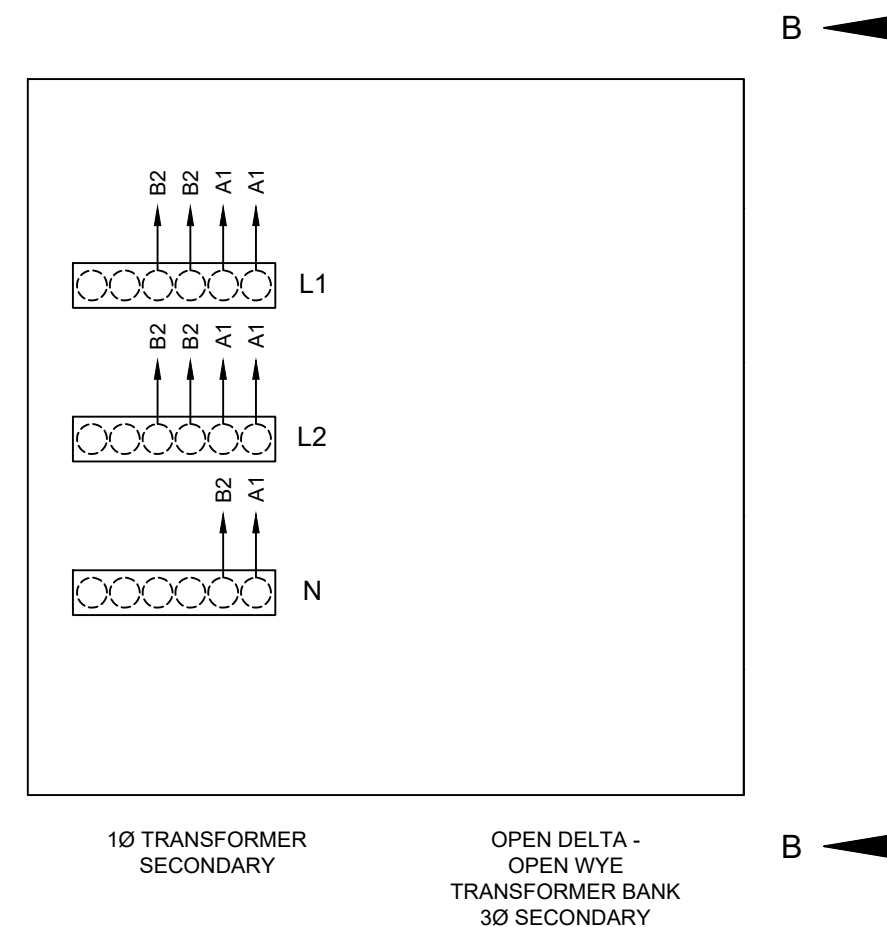 B
B2 B2 A1 A1
L1
B2 B2 A1 A1
L2
B2 A1
N
1Ø TRANSFORMER
SECONDARY
OPEN DELTA -
OPEN WYE
TRANSFORMER BANK
3Ø SECONDARY
B